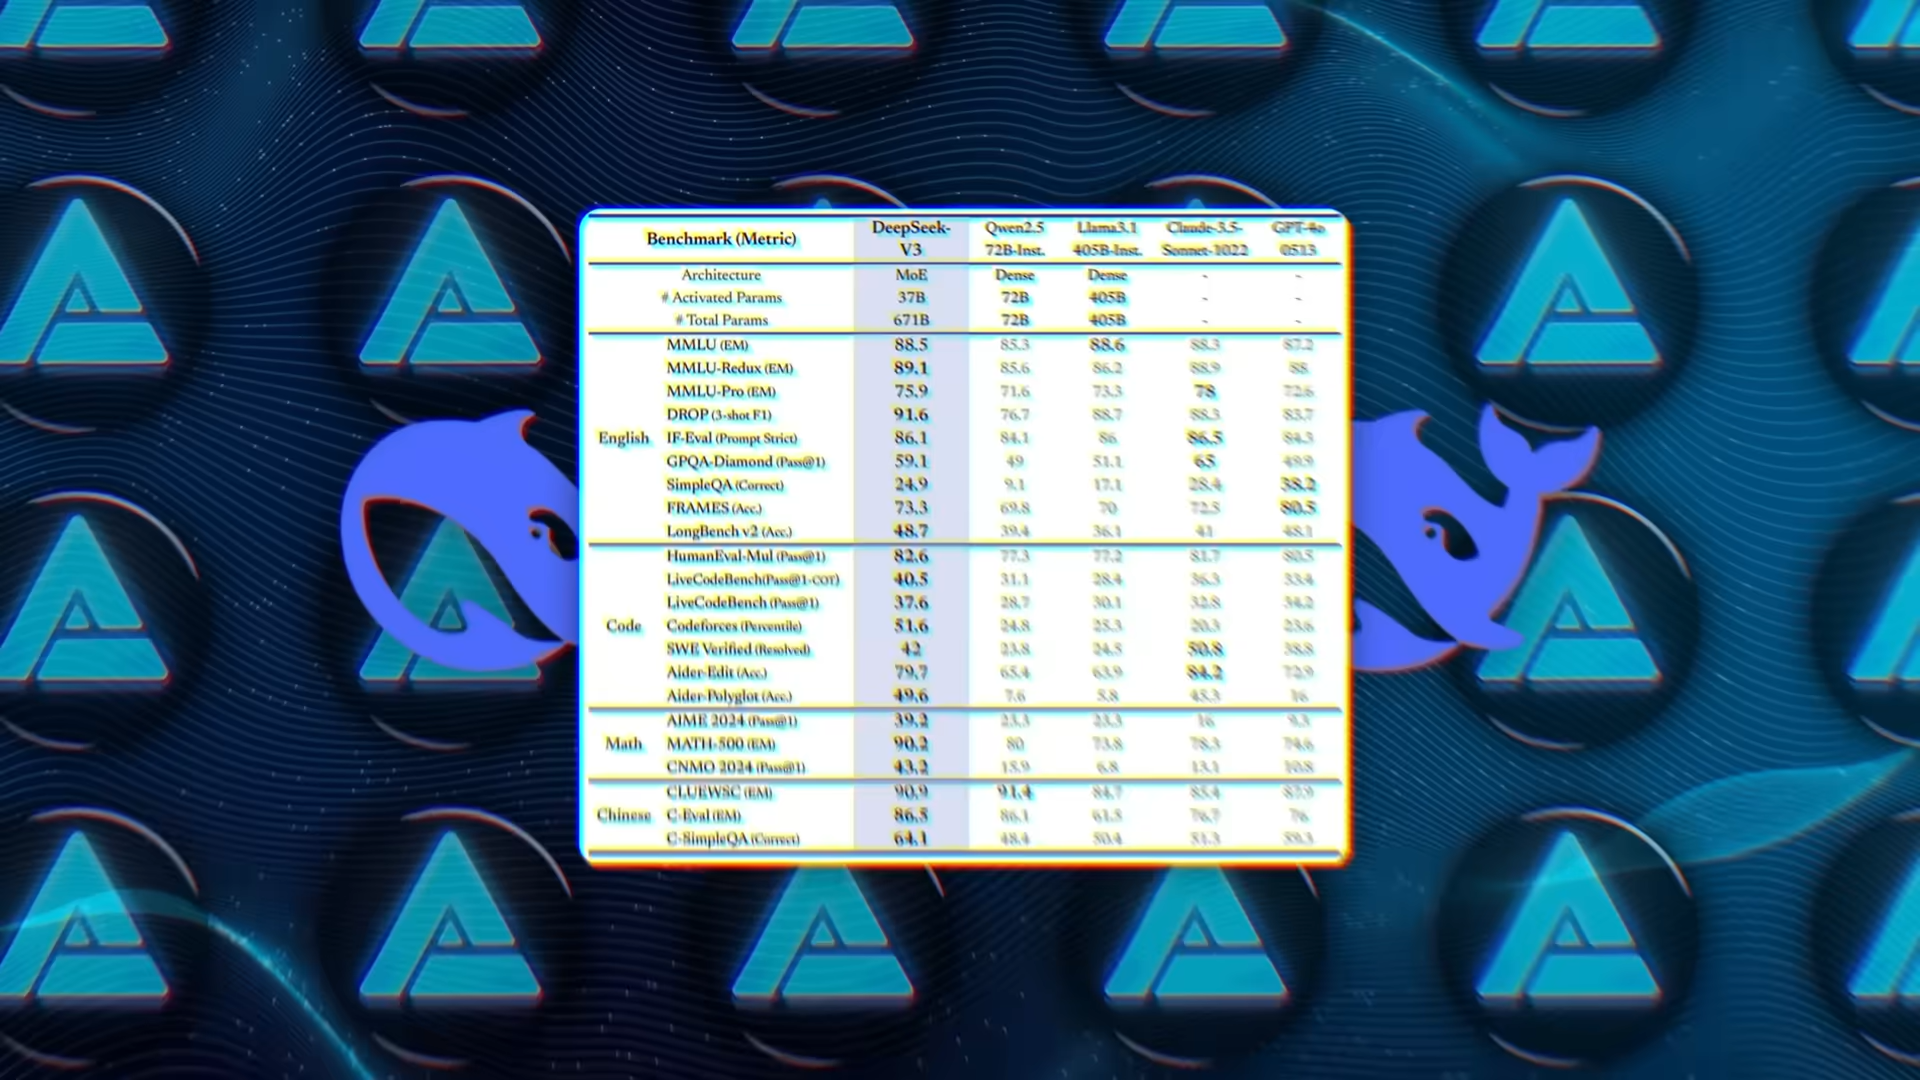 Benchmark (Metric) DeepSeek-V3 Qwen2.5 72B-Inst. Llama3.1 405B-Inst. Claude-3.5-Sonnet-1022 GPT-4o 0513
Architecture MoE Dense Dense - -
# Activated Params 37B 72B 405B - -
# Total Params 671B 72B 405B - -
English
MMLU (EM) 88.5 85.3 88.6 88.3 87.2
MMLU-Redux (EM) 89.1 85.6 86.2 88.9 88
MMLU-Pro (EM) 75.9 71.6 73.3 78 72.6
DROP (3-shot F1) 91.6 76.7 88.7 88.3 83.7
IF-Eval (Prompt Strict) 86.1 84.1 86 86.5 84.3
GPQA-Diamond (Pass@1) 59.1 49 51.1 65 49.9
SimpleQA (Correct) 24.9 9.1 17.1 28.4 38.2
FRAMES (Acc.) 73.3 69.8 70 72.5 80.5
LongBench v2 (Acc.) 48.7 39.4 36.1 41 48.1
Code
HumanEval-Mul (Pass@1) 82.6 77.3 77.2 81.7 80.5
LiveCodeBench(Pass@1-COT) 40.5 31.1 28.4 36.3 33.4
LiveCodeBench (Pass@1) 37.6 28.7 30.1 32.8 34.2
Codeforces (Percentile) 51.6 24.8 25.3 20.3 23.6
SWE Verified (Resolved) 42 23.8 24.5 50.8 38.8
Aider-Edit (Acc.) 79.7 65.4 63.9 84.2 72.9
Aider-Polyglot (Acc.) 49.6 7.6 5.8 45.3 16
Math
AIME 2024 (Pass@1) 39.2 23.3 23.3 16 9.3
MATH-500 (EM) 90.2 80 73.8 78.3 74.6
CNMO 2024 (Pass@1) 43.2 15.9 6.8 13.1 10.8
Chinese
CLUEWSC (EM) 90.9 91.4 84.7 85.4 87.9
C-Eval (EM) 86.5 86.1 61.5 76.7 76
C-SimpleQA (Correct) 64.1 48.4 50.4 51.3 59.3